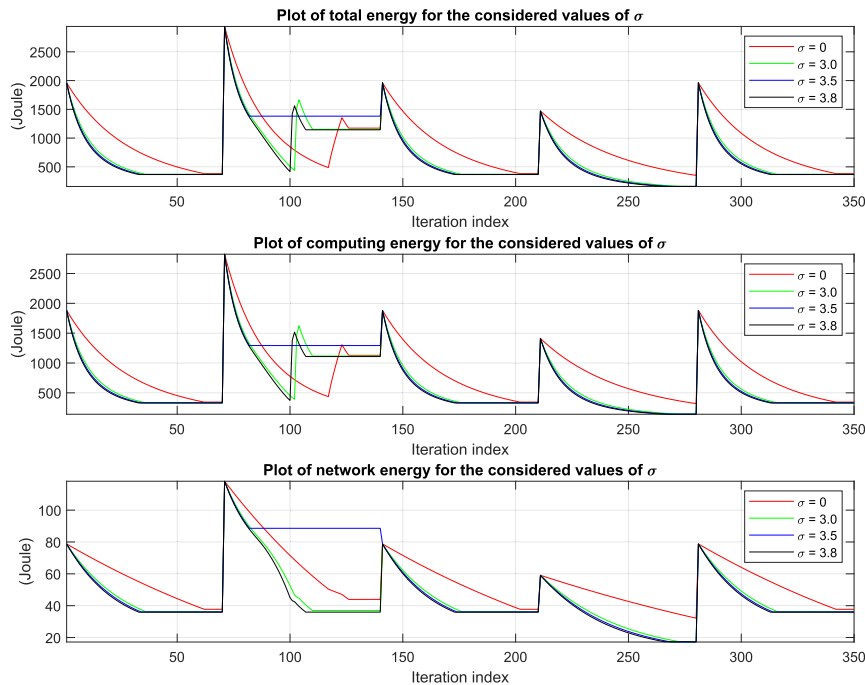 Plot of total energy for the considered values of σ
(Joule)
2500
2000
1500
1000
500
σ = 0
σ = 3.0
σ = 3.5
σ = 3.8
50 100 150 200 250 300 350
Iteration index
Plot of computing energy for the considered values of σ
(Joule)
2500
2000
1500
1000
500
σ = 0
σ = 3.0
σ = 3.5
σ = 3.8
50 100 150 200 250 300 350
Iteration index
Plot of network energy for the considered values of σ
(Joule)
100
80
60
40
20
σ = 0
σ = 3.0
σ = 3.5
σ = 3.8
50 100 150 200 250 300 350
Iteration index